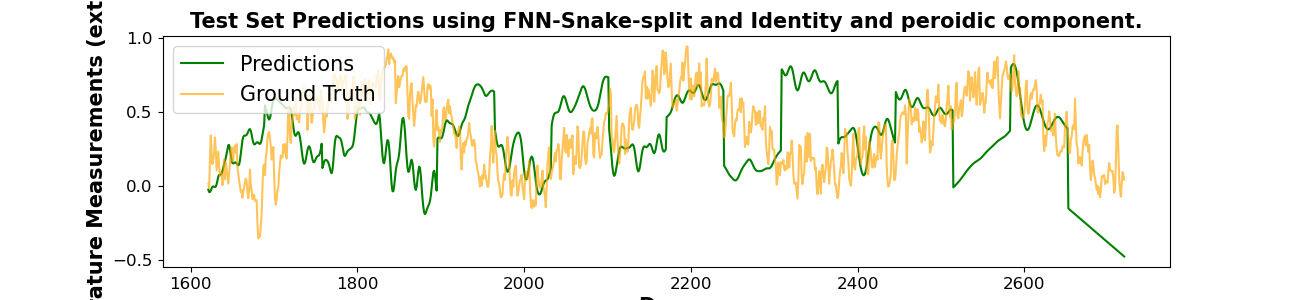 Test Set Predictions using FNN-Snake-split and Identity and peroidic component.
1.0
Predictions
Ground Truth
0.5
0.0
−0.5
1600 1800 2000 2200 2400 2600
Measurements